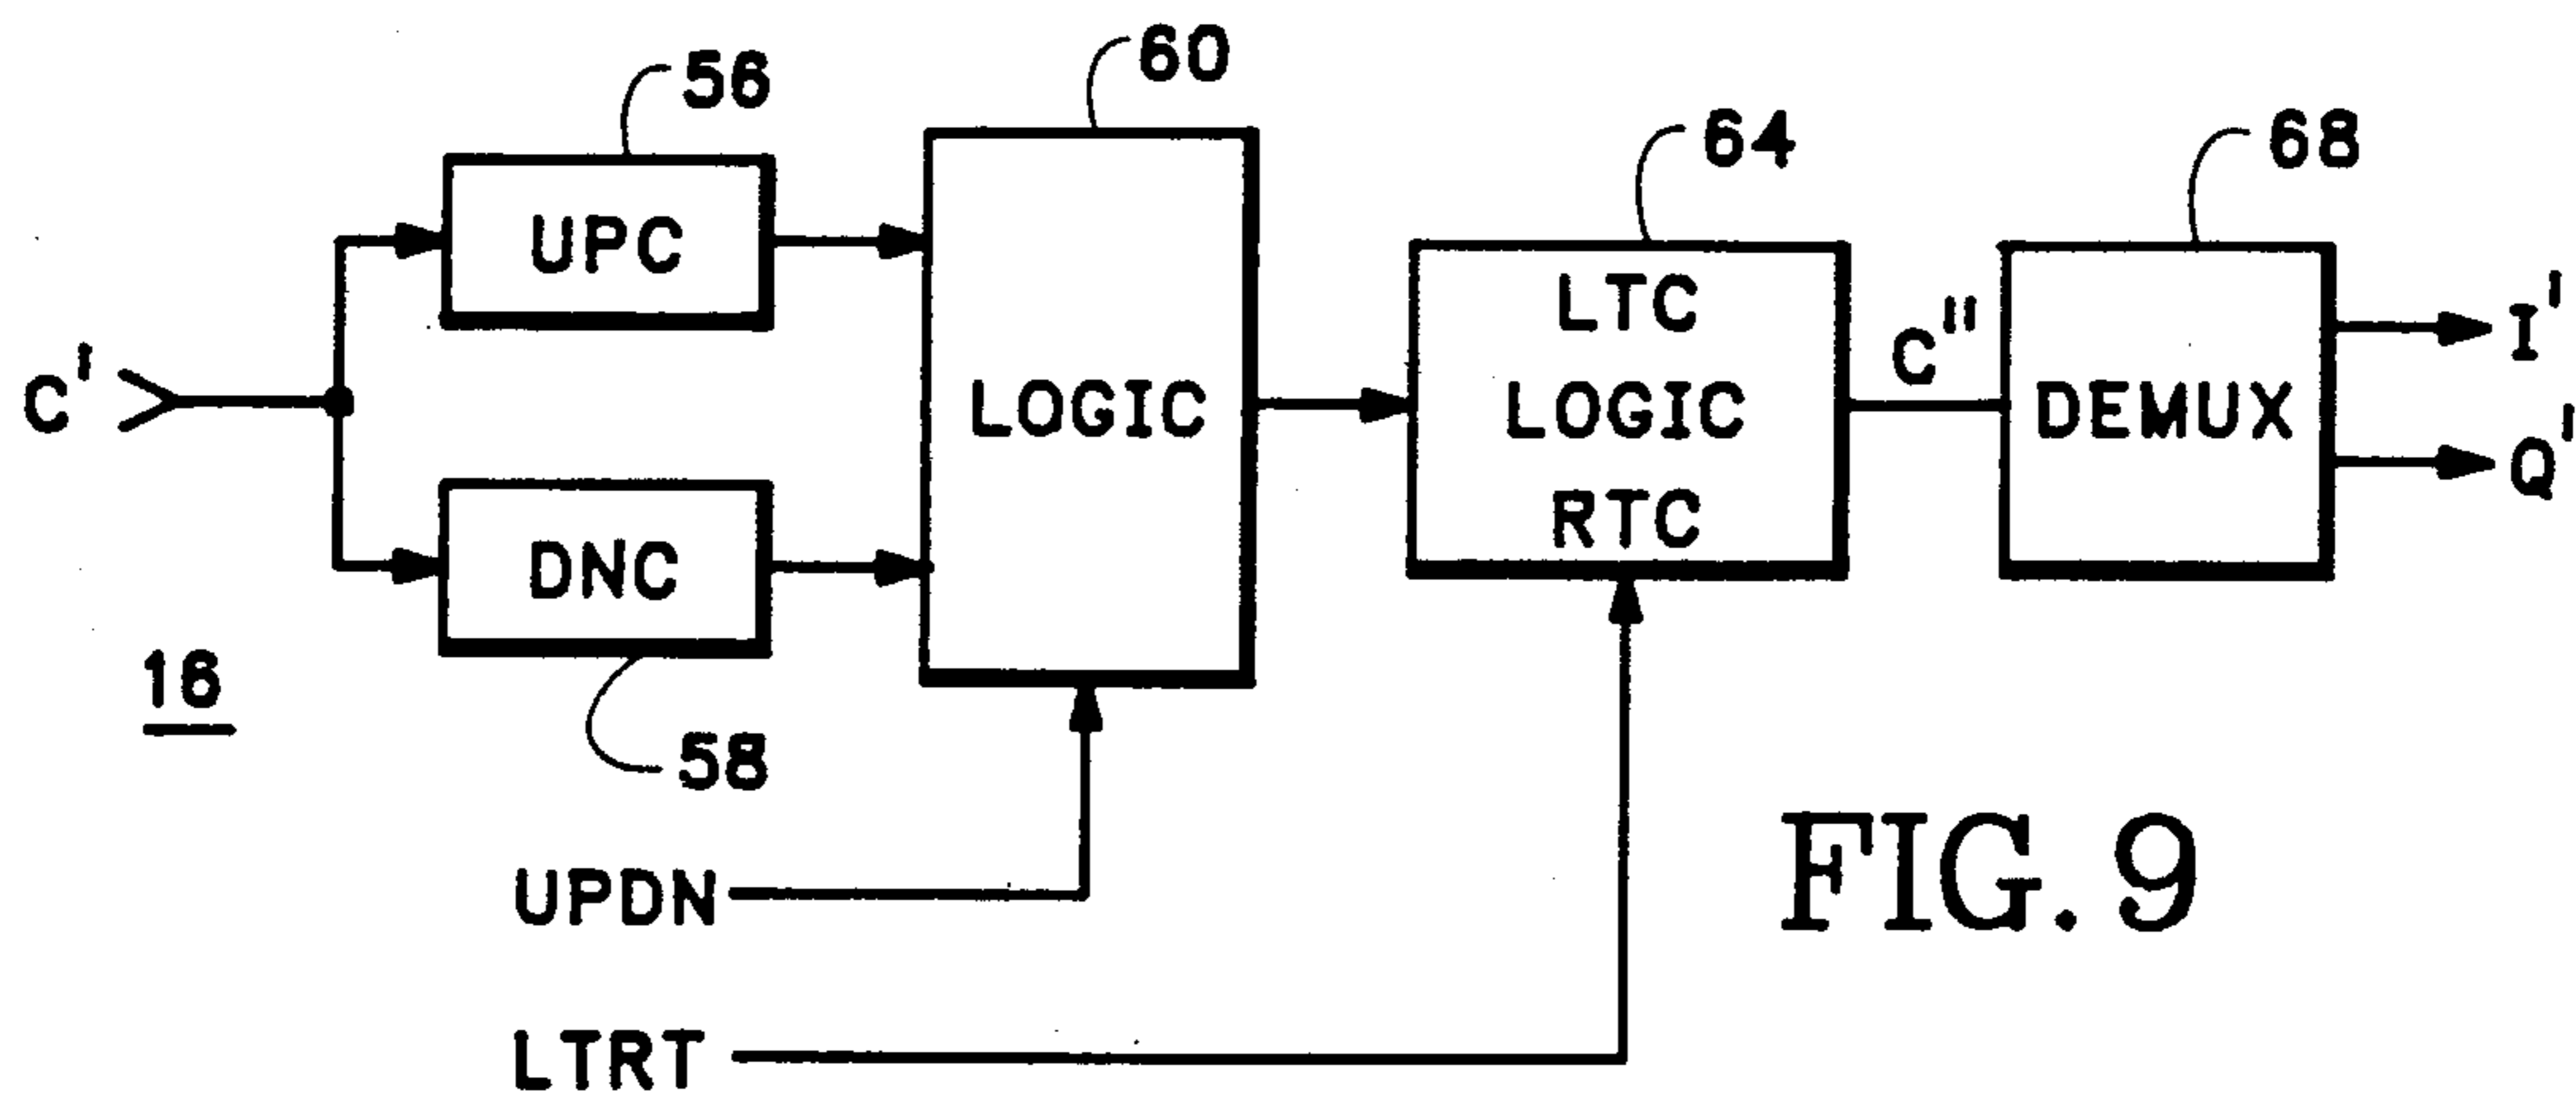 56
60
64
68
UPC
C'
LOGIC
LTC
LOGIC
RTC
C"
DEMUX
I'
Q'
DNC
16
58
UPDN
LTRT
FIG. 9